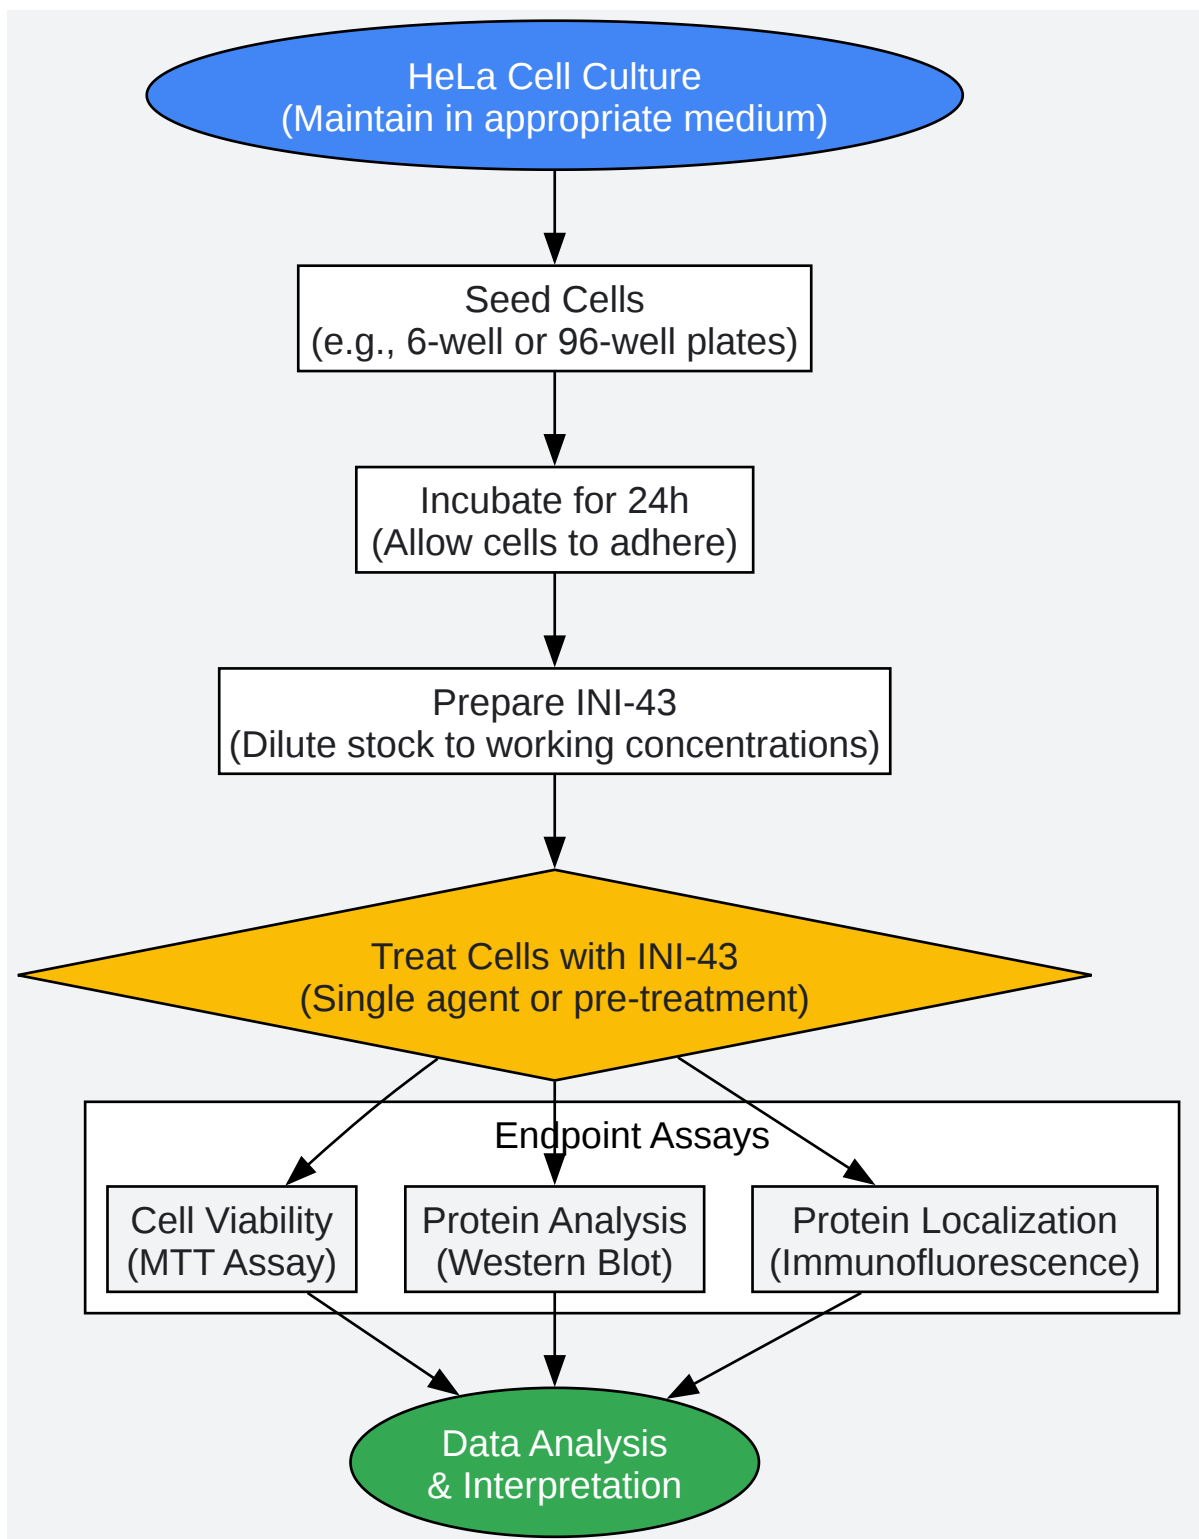 HeLa Cell Culture
(Maintain in appropriate medium)
Seed Cells
(e.g., 6-well or 96-well plates)
Incubate for 24h
(Allow cells to adhere)
Prepare INI-43
(Dilute stock to working concentrations)
Treat Cells with INI-43
(Single agent or pre-treatment)
Endpoint Assays
Cell Viability
(MTT Assay)
Protein Analysis
(Western Blot)
Protein Localization
(Immunofluorescence)
Data Analysis
& Interpretation